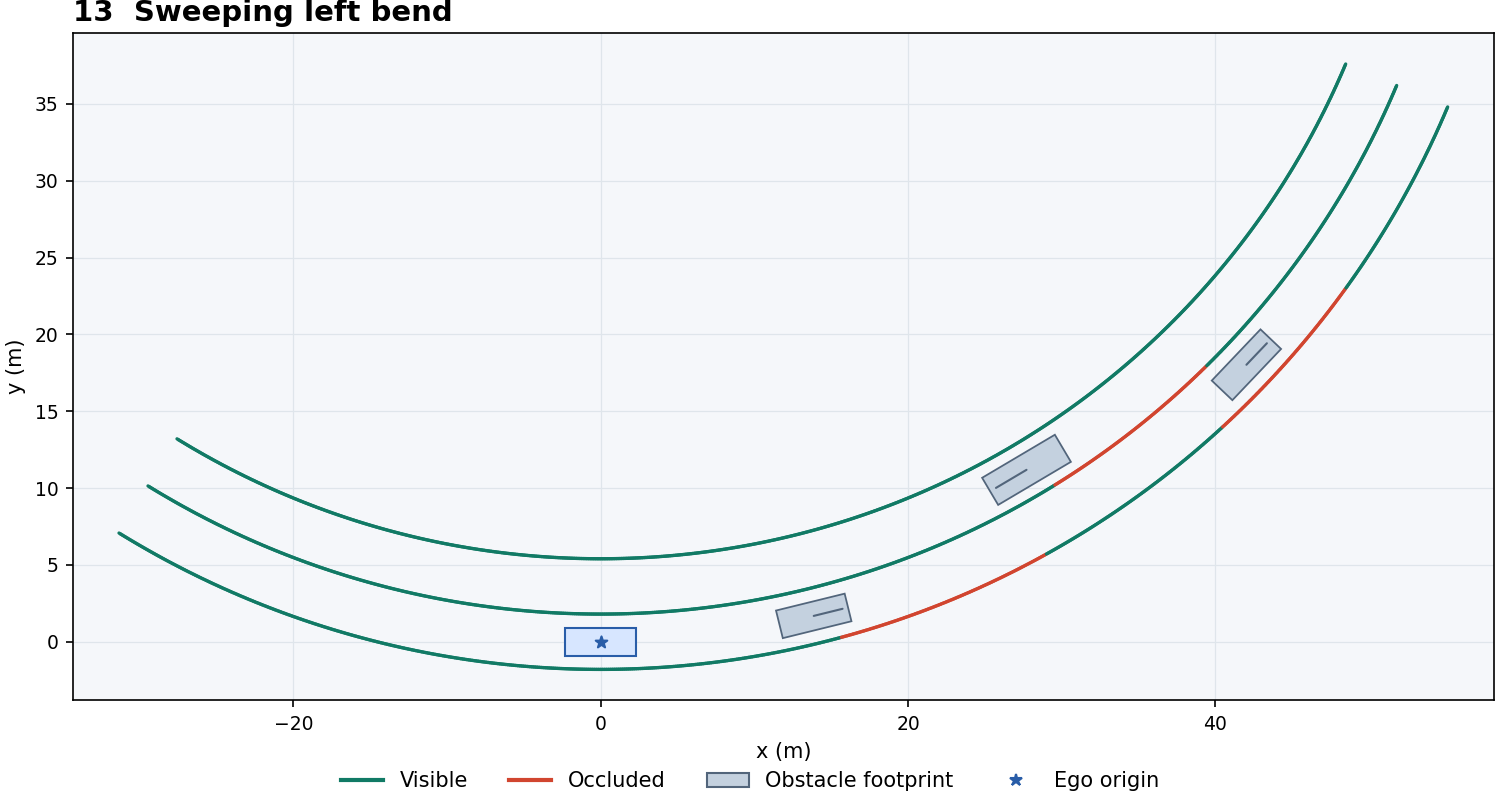 13 Sweeping left bend
35
30
25
20
15
10
5
0
y (m)
−20
0
20
40
x (m)
Visible
Occluded
Obstacle footprint
Ego origin